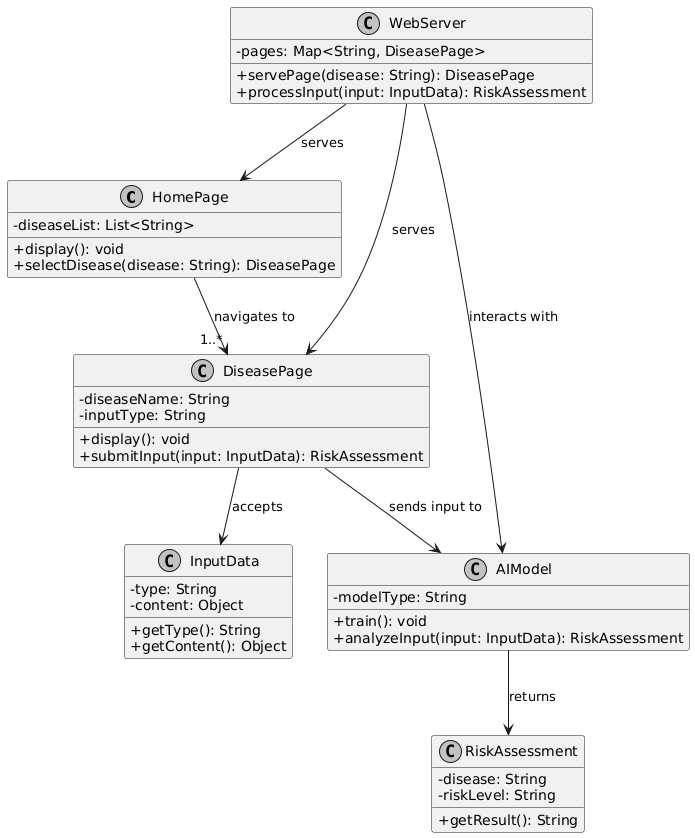 C WebServer
-pages: Map<String, DiseasePage>
+servePage(disease: String): DiseasePage
+processInput(input: InputData): RiskAssessment
serves
C HomePage
-diseaseList: List<String>
+display(): void
+selectDisease(disease: String): DiseasePage
serves
navigates to
interacts with
1..*
C DiseasePage
-diseaseName: String
-inputType: String
+display(): void
+submitInput(input: InputData): RiskAssessment
accepts
sends input to
C InputData
-type: String
-content: Object
+getType(): String
+getContent(): Object
C AIModel
-modelType: String
+train(): void
+analyzeInput(input: InputData): RiskAssessment
returns
C RiskAssessment
-disease: String
-riskLevel: String
+getResult(): String